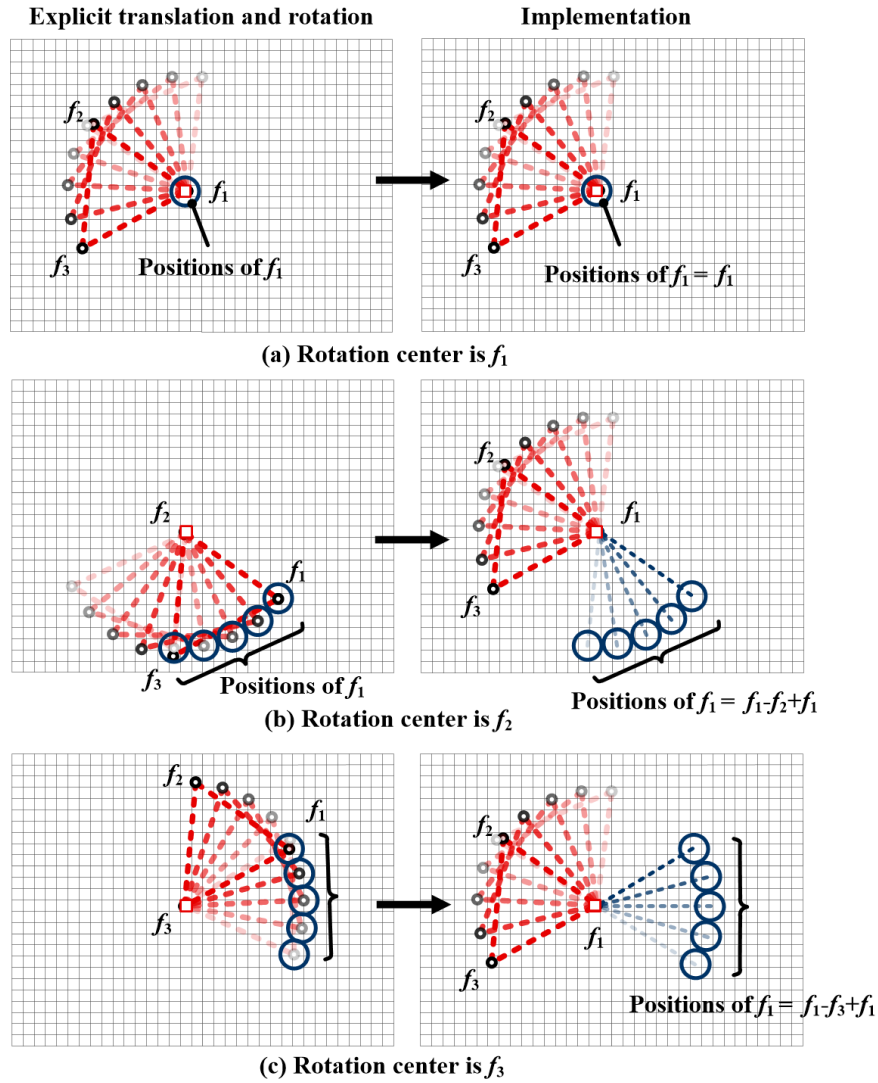 Explicit translation and rotation
Implementation
f2
f1
f3
Positions of f1
f2
f1
f3
Positions of f1 = f1
(a) Rotation center is f1
f2
f1
f3
Positions of f1
f2
f1
f3
Positions of f1 = f1-f2+f1
(b) Rotation center is f2
f2
f1
f3
f2
f1
f3
Positions of f1 = f1-f3+f1
(c) Rotation center is f3